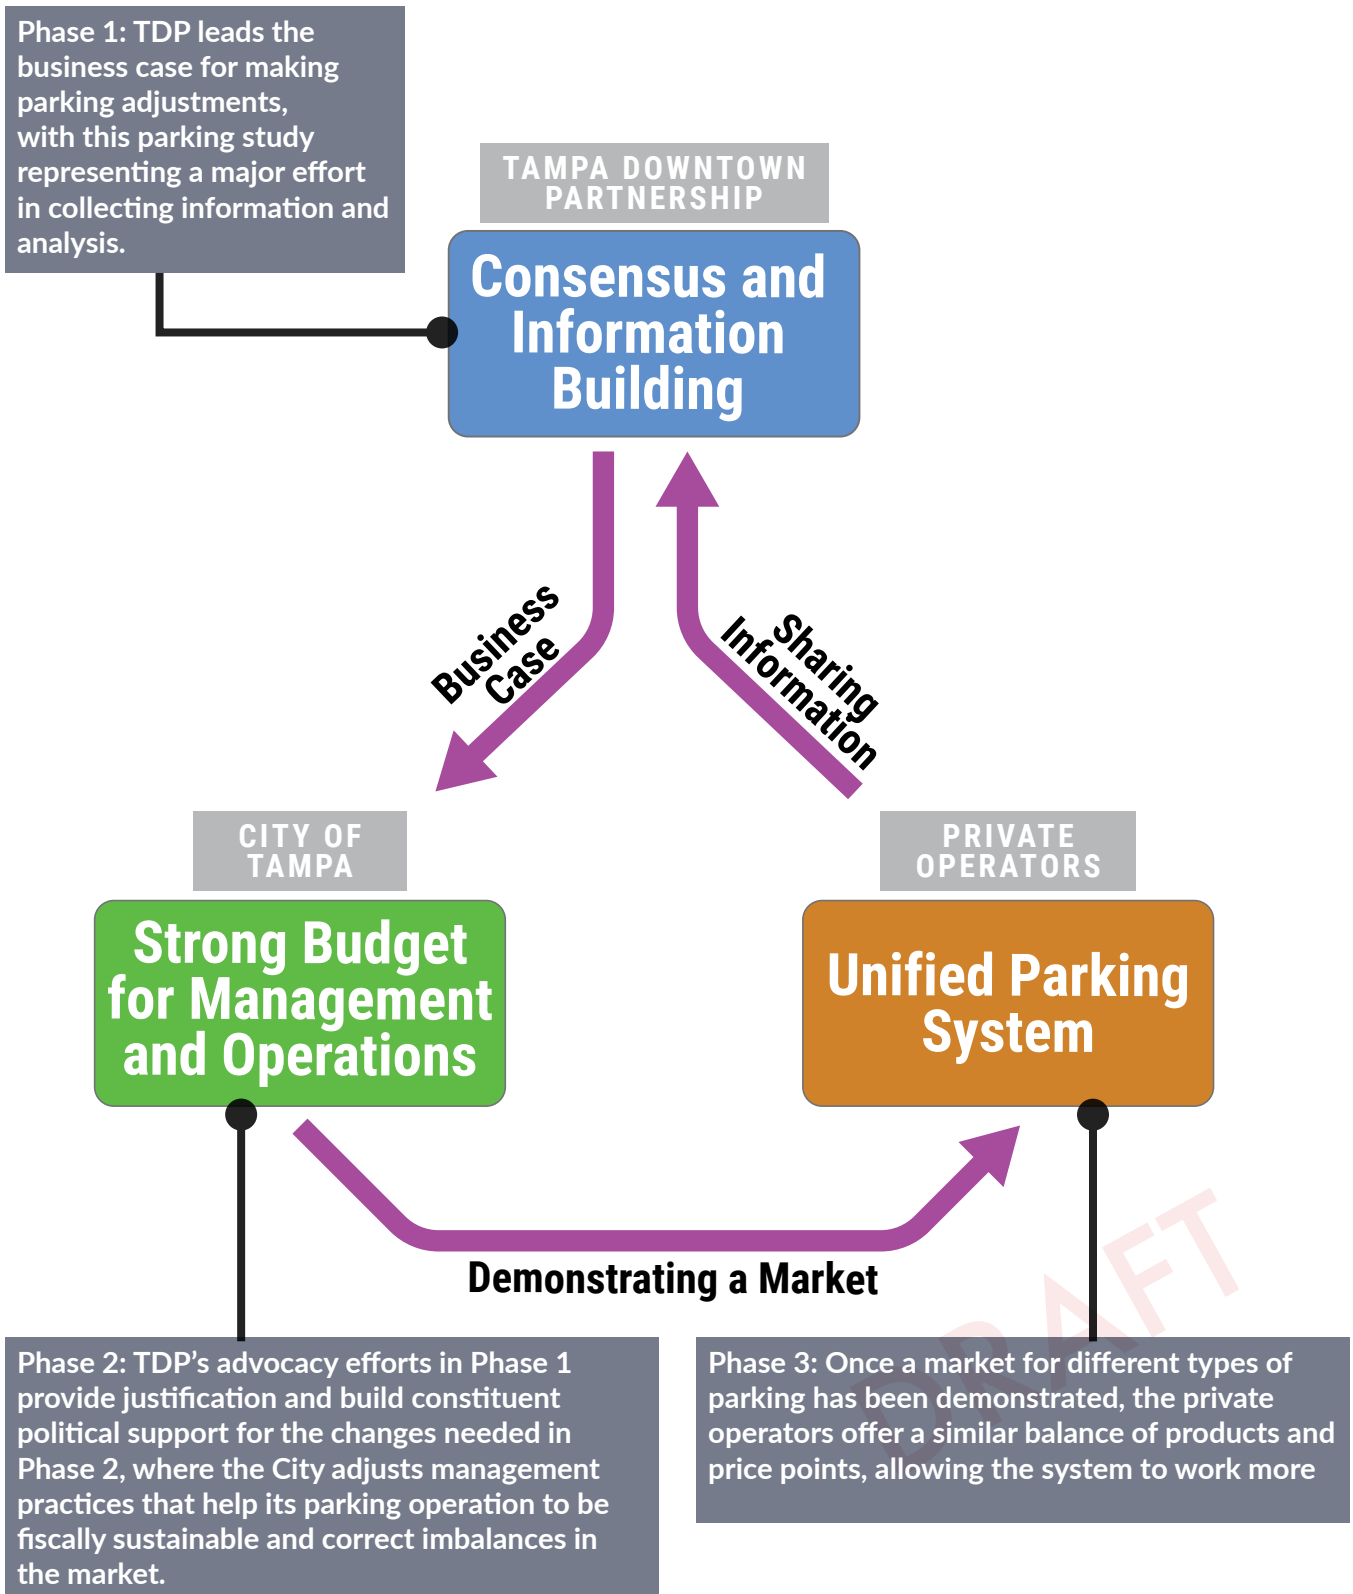 Phase 1: TDP leads the
business case for making
parking adjustments,
with this parking study
representing a major effort
in collecting information and
analysis.
TAMPA DOWNTOWN
PARTNERSHIP
Consensus and
Information
Building
Business
Case
Sharing
Information
CITY OF
TAMPA
Strong Budget
for Management
and Operations
PRIVATE
OPERATORS
Unified Parking
System
Demonstrating a Market
DRAFT
Phase 2: TDP’s advocacy efforts in Phase 1
provide justification and build constituent
political support for the changes needed in
Phase 2, where the City adjusts management
practices that help its parking operation to be
fiscally sustainable and correct imbalances in
the market.
Phase 3: Once a market for different types of
parking has been demonstrated, the private
operators offer a similar balance of products and
price points, allowing the system to work more